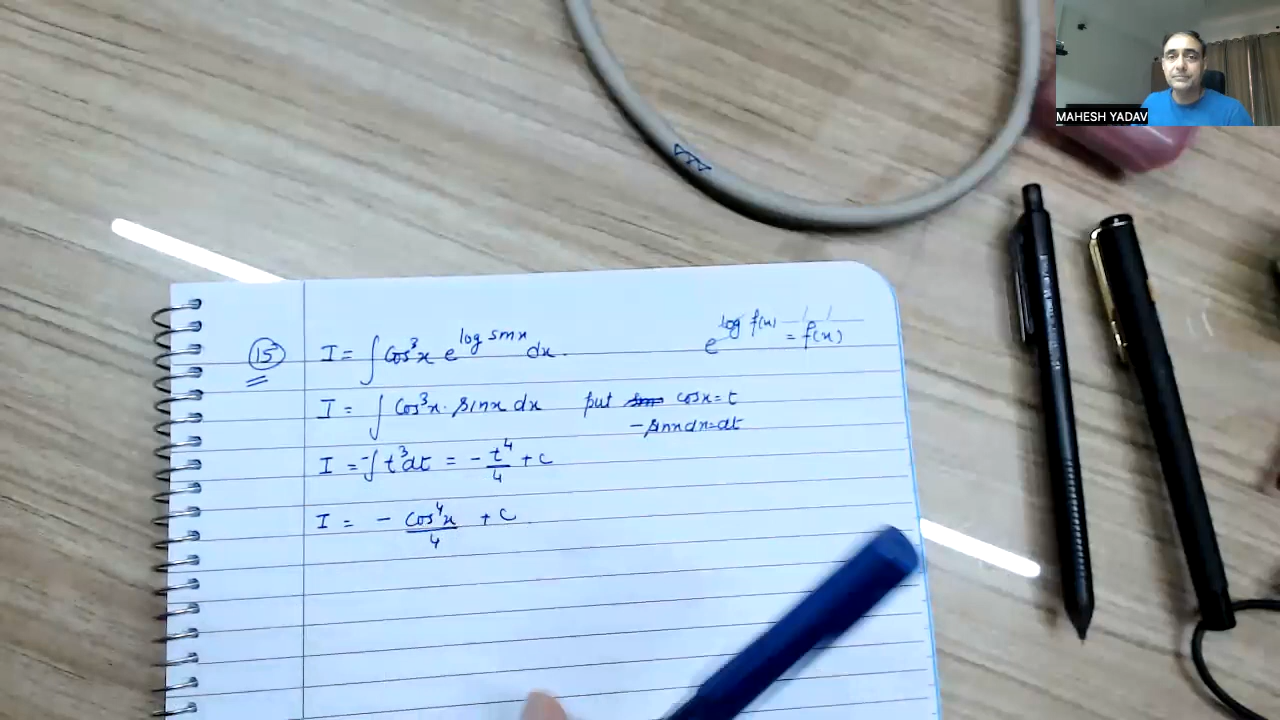 MAHESH YADAV
⑮ I = ∫ Cos³x e^{log sinx} dx. e^{log f(x)} = f(x)
I = ∫ Cos³x · sinx dx put cosx = t
-sinx dx = dt
I = -∫ t³dt = - t⁴/4 + c
I = - cos⁴x/4 + c